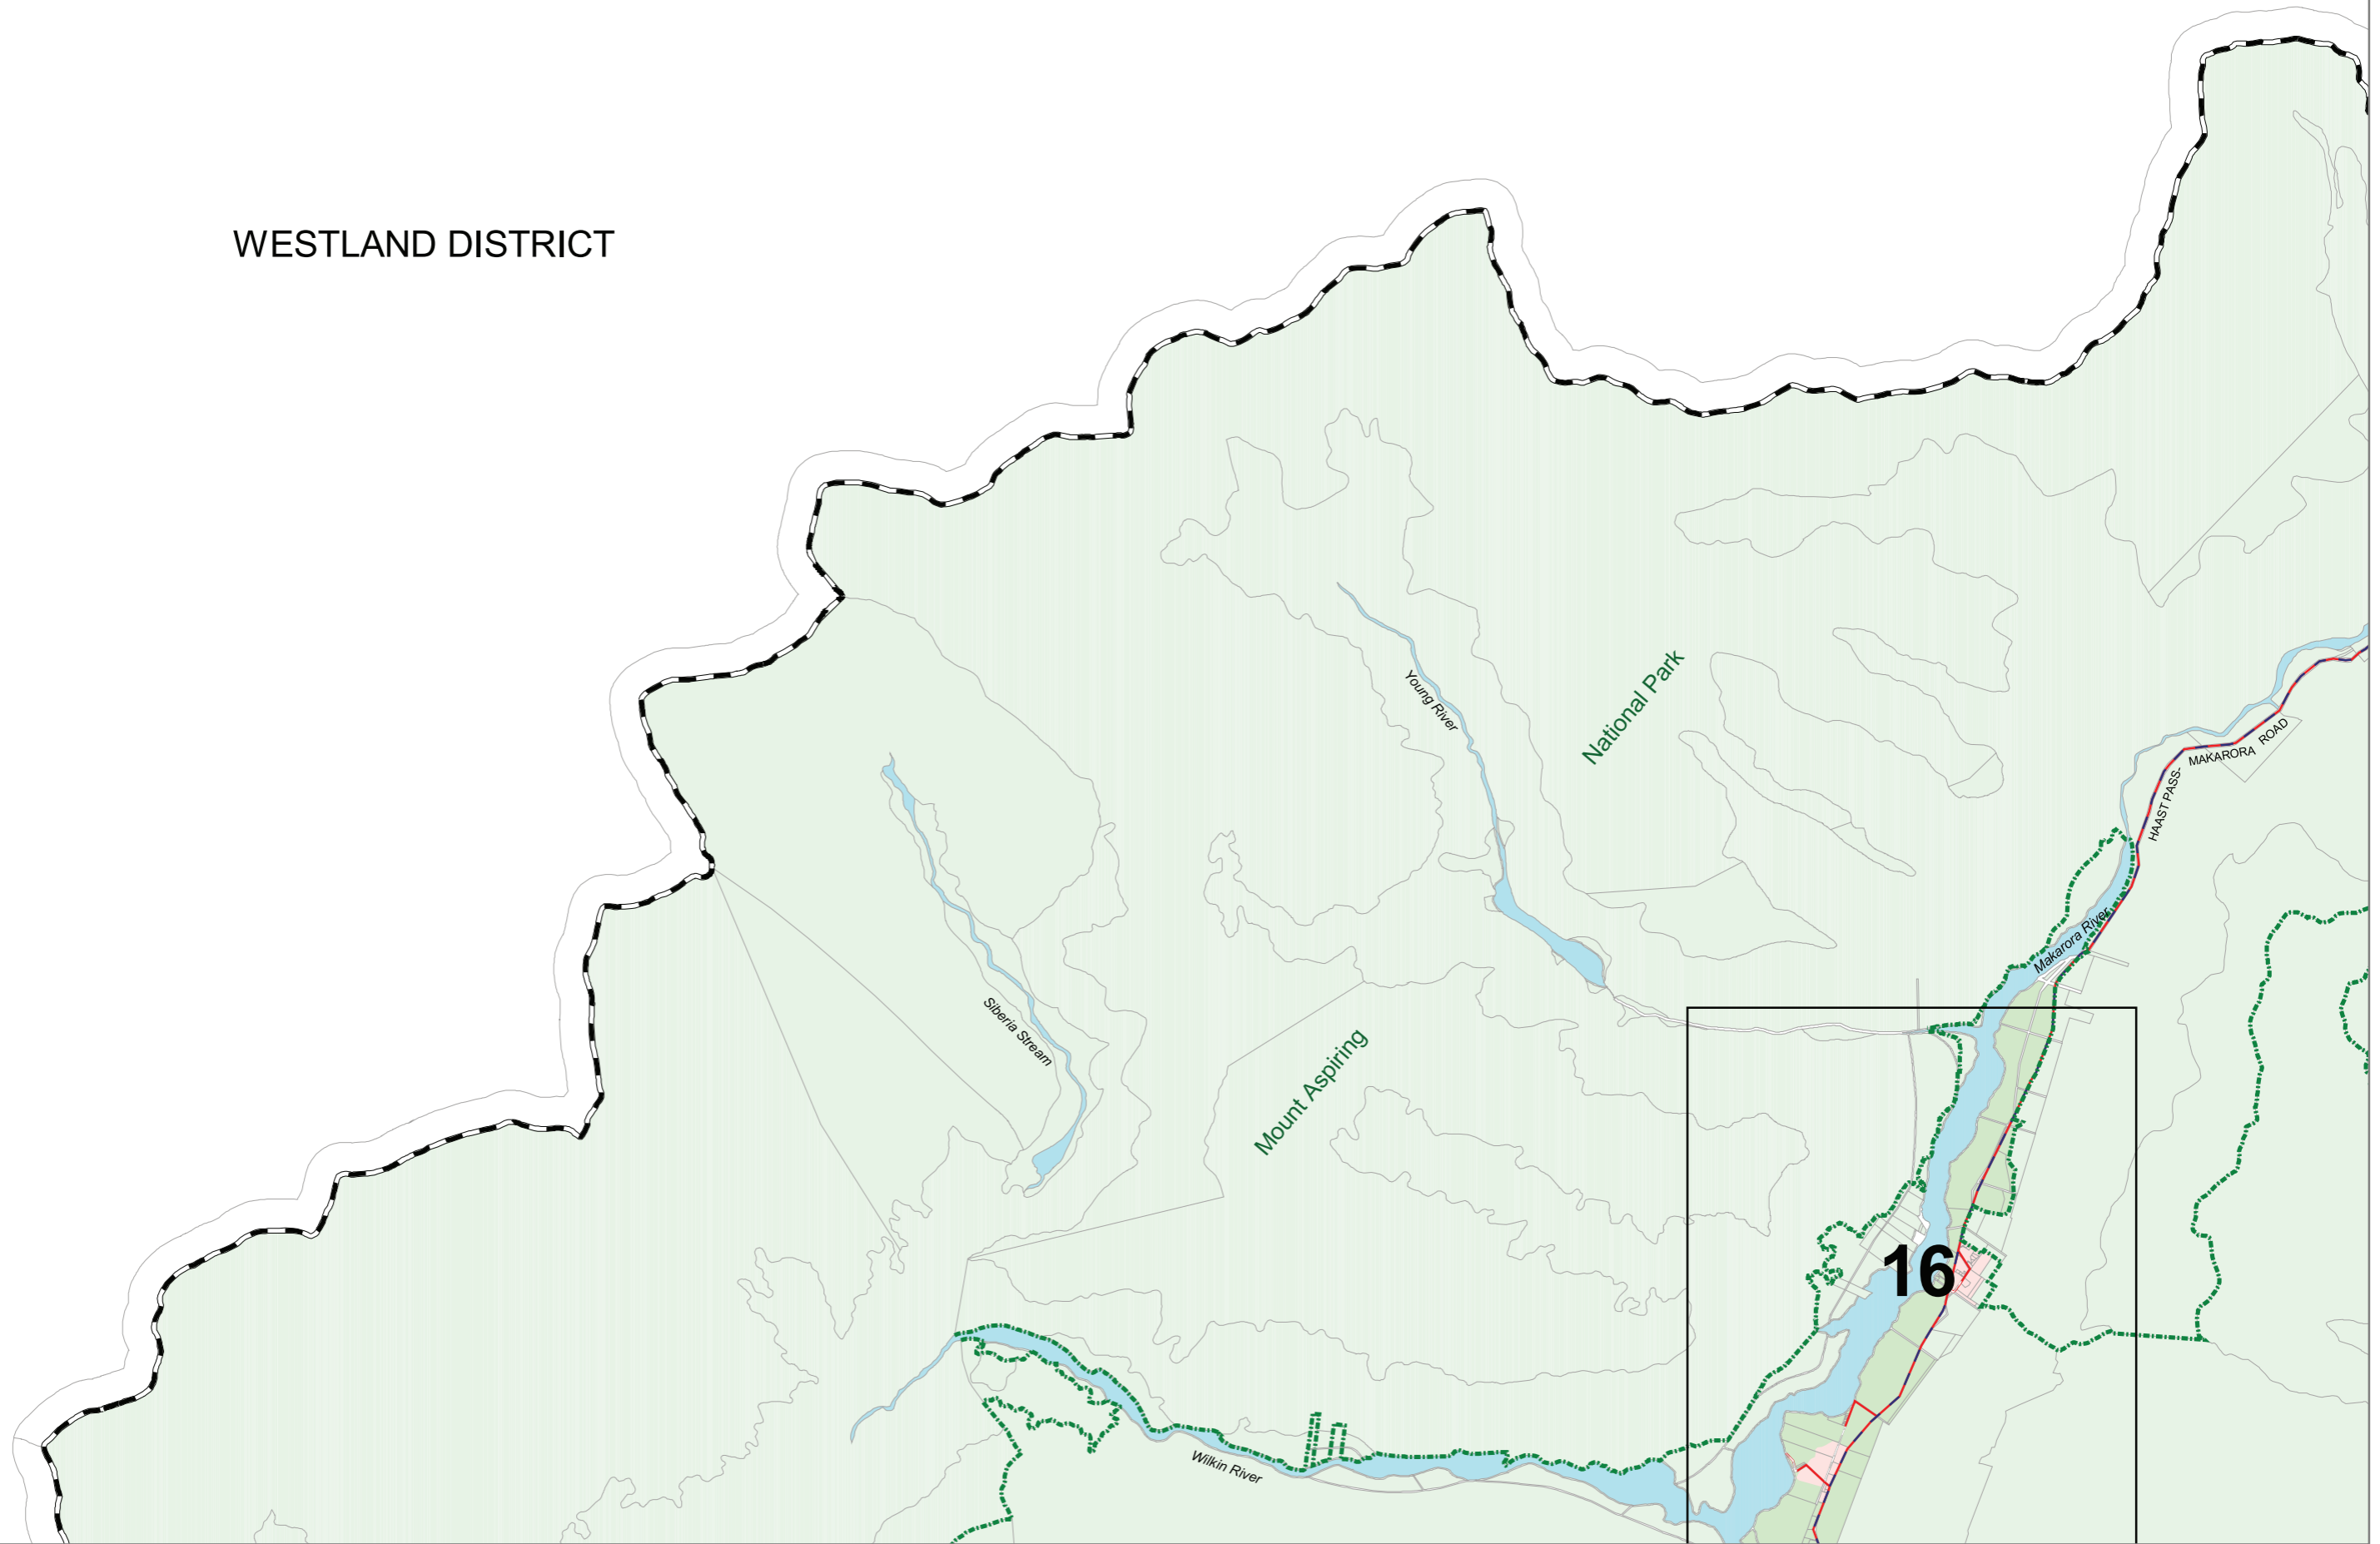 WESTLAND DISTRICT
Young River
National Park
HAAST PASS-
MAKARORA
ROAD
Makarora River
Siberia Stream
Mount Aspiring
16
Wilkin River